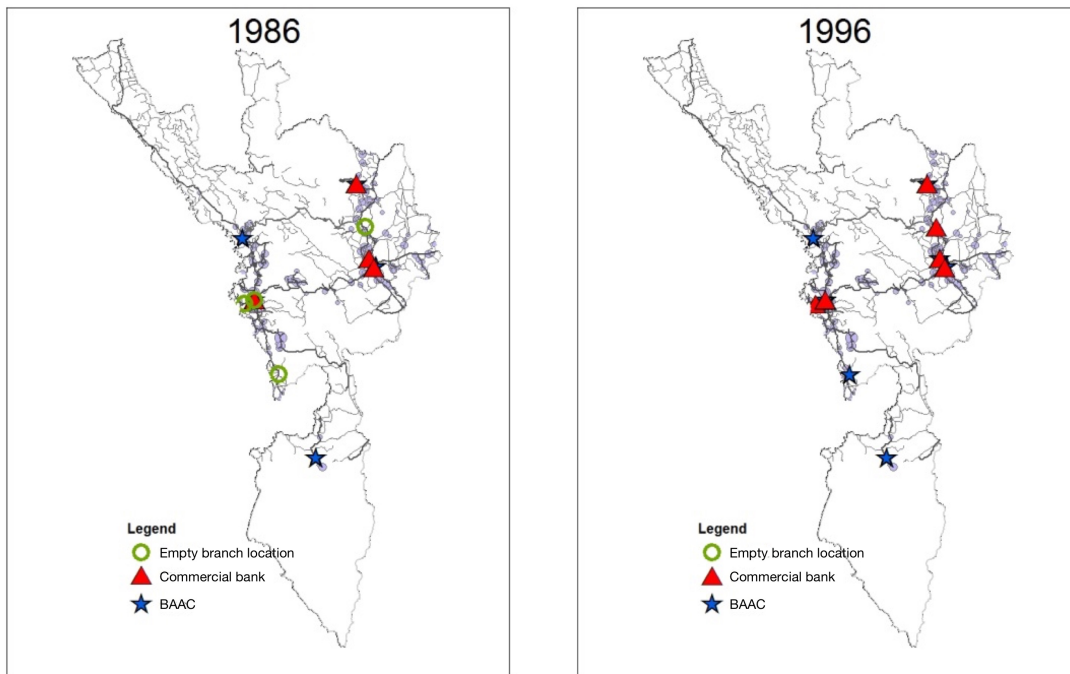 1986
Legend
Empty branch location
Commercial bank
BAAC
1996
Legend
Empty branch location
Commercial bank
BAAC